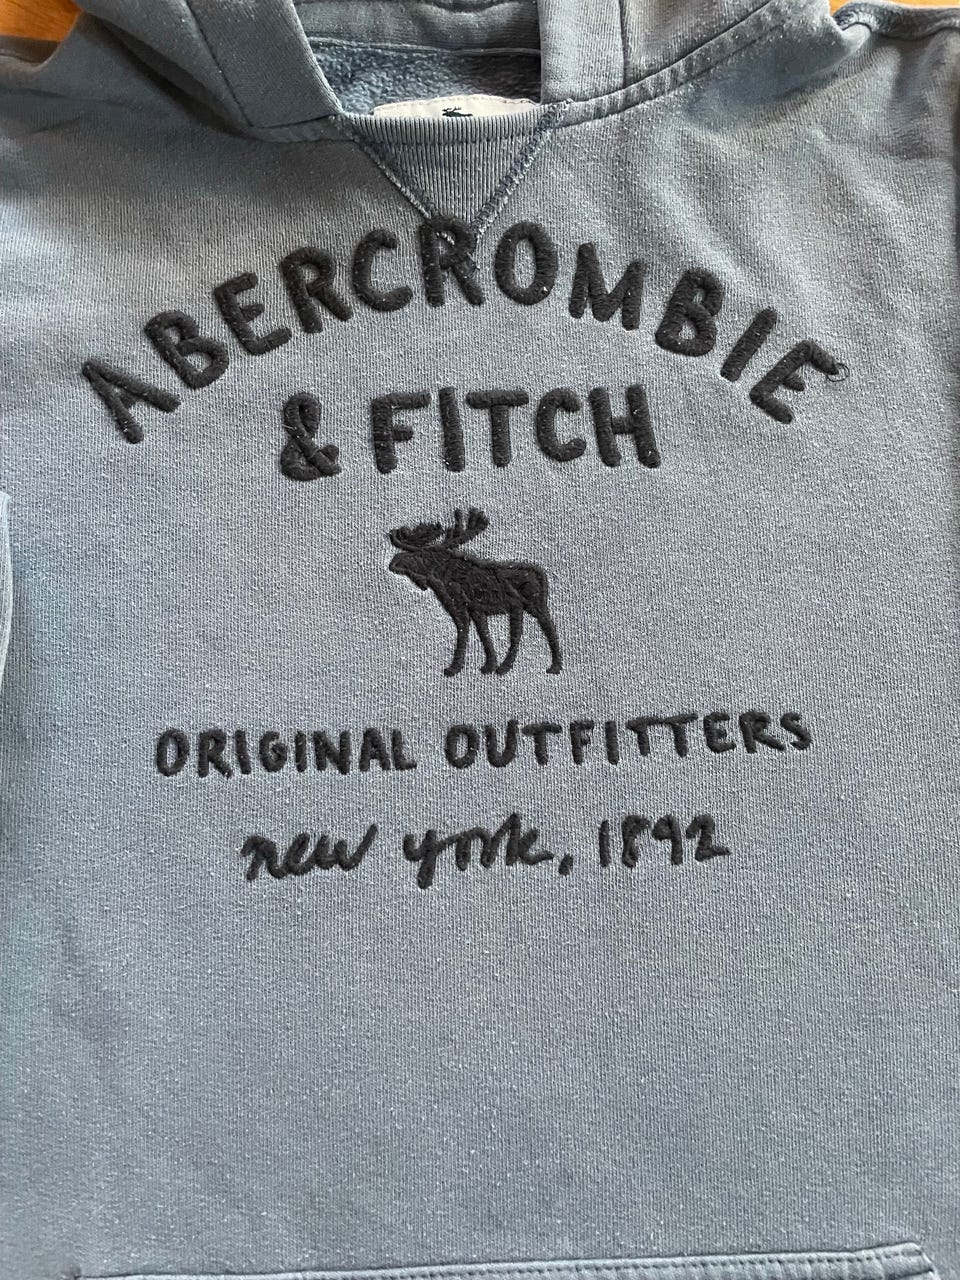 ABERCROMBIE
& FITCH
ORIGINAL OUTFITTERS
new york, 1892